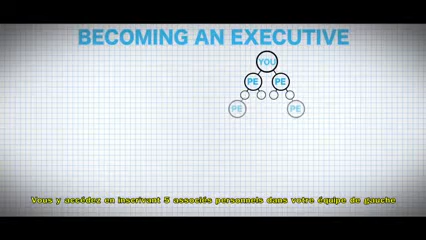 BECOMING AN EXECUTIVE
YOU
PE PE
PE PE
Vous y accédez en inscrivant 5 associés personnels dans votre équipe de gauche